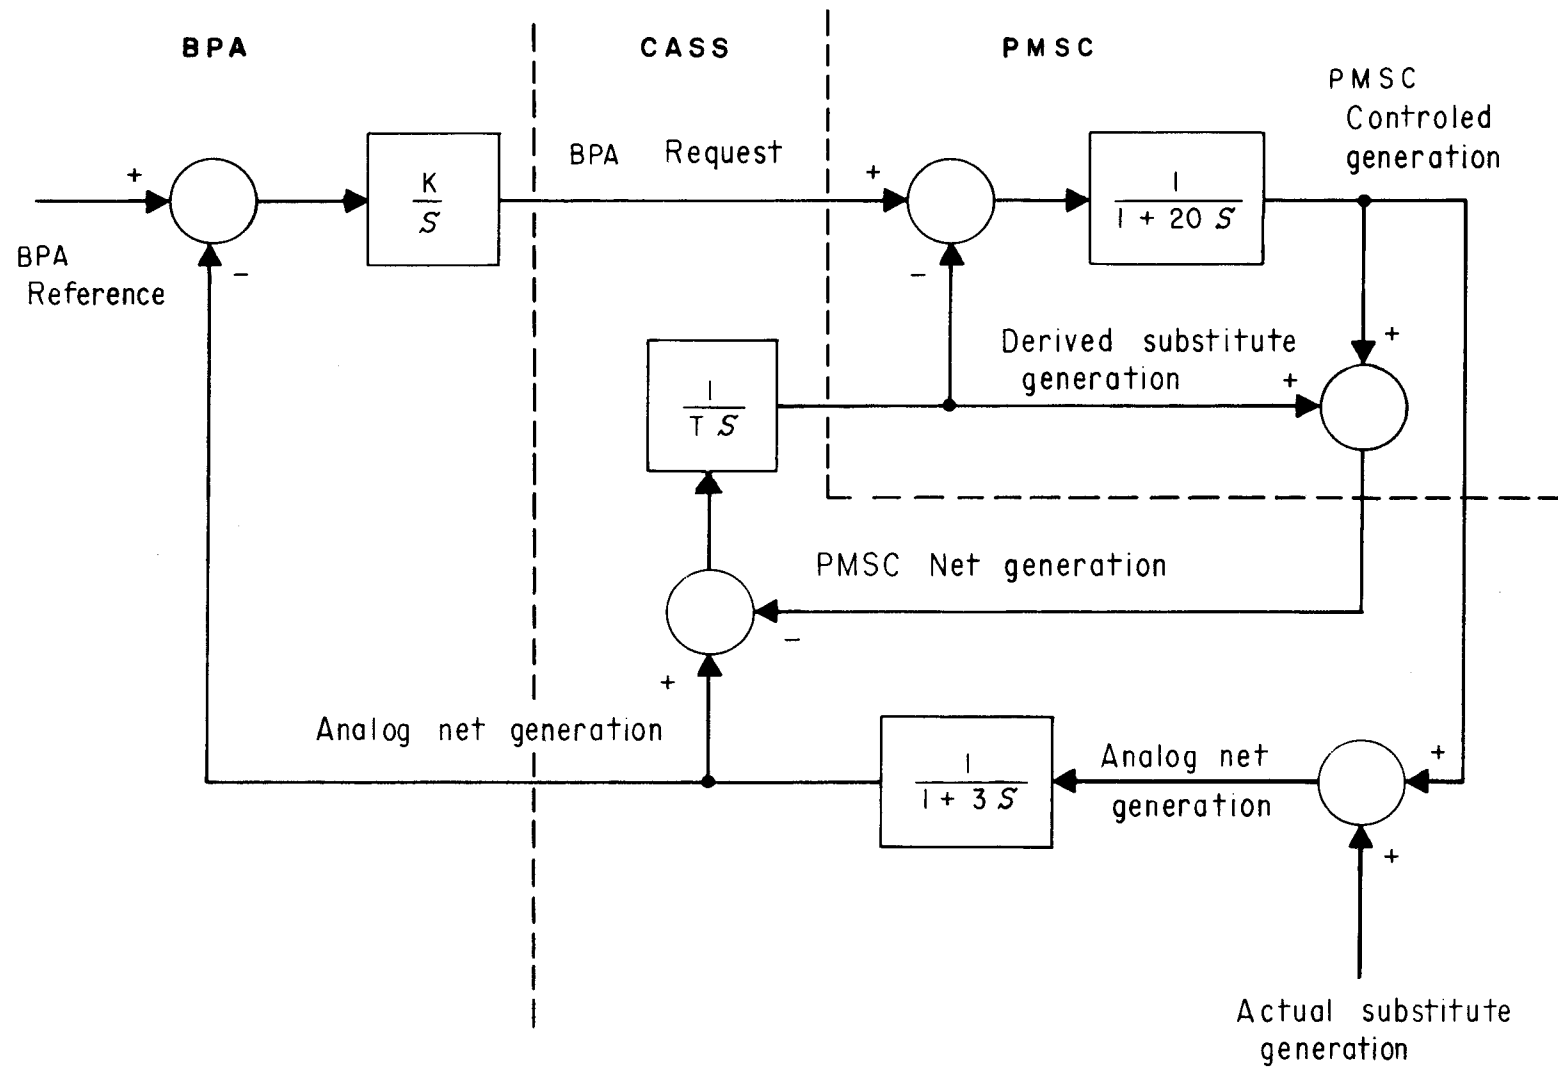 BPA
CASS
PMSC
PMSC
Controled
generation
+
K
S
BPA Request
+
1
1 + 20 S
BPA
Reference
-
-
+
Derived substitute
generation
+
1
T S
PMSC Net generation
-
+
Analog net generation
1
1 + 3 S
Analog net
generation
+
+
Actual substitute
generation